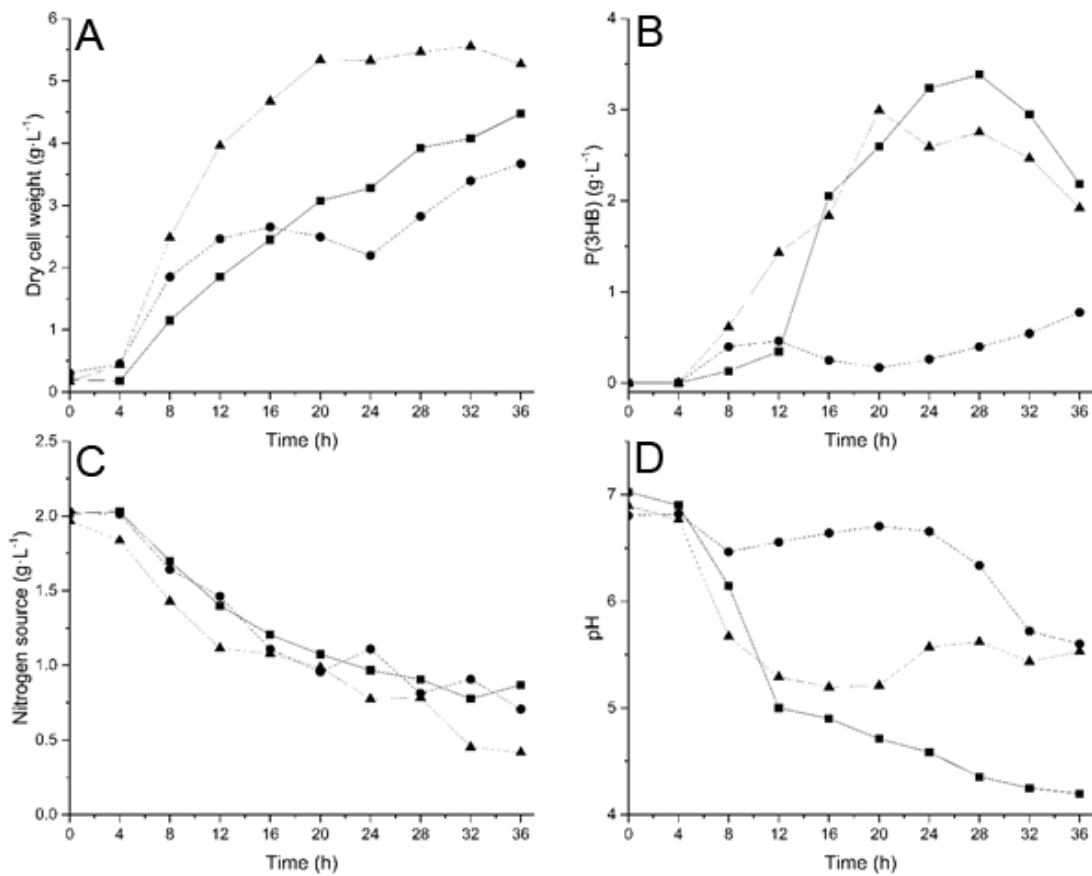 A
Dry cell weight (g·L⁻¹)
6
5
4
3
2
1
0
0 4 8 12 16 20 24 28 32 36
Time (h)
B
P(3HB) (g·L⁻¹)
4
3
2
1
0
0 4 8 12 16 20 24 28 32 36
Time (h)
C
Nitrogen source (g·L⁻¹)
2.5
2.0
1.5
1.0
0.5
0.0
0 4 8 12 16 20 24 28 32 36
Time (h)
D
pH
7
6
5
4
0 4 8 12 16 20 24 28 32 36
Time (h)